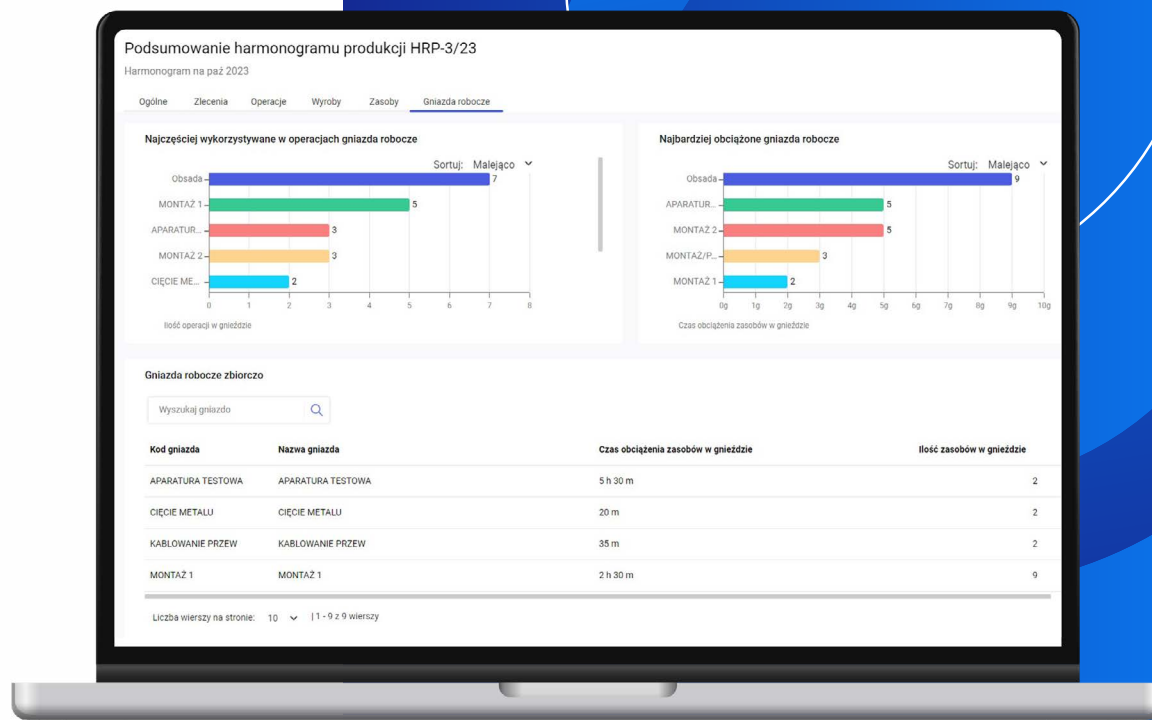 Podsumowanie harmonogramu produkcji HRP-3/23
Harmonogram na paź 2023
Ogólne Zlecenia Operacje Wyroby Zasoby Gniazda robocze
Najczęściej wykorzystywane w operacjach gniazda robocze
Sortuj: Malejąco
Obsada 7
MONTAŻ 1 5
APARATUR... 3
MONTAŻ 2 3
CIĘCIE ME... 2
0 1 2 3 4 5 6 7 8
Ilość operacji w gnieździe
Najbardziej obciążone gniazda robocze
Sortuj: Malejąco
Obsada 9
APARATUR... 5
MONTAŻ 2 5
MONTAŻ/P... 3
MONTAŻ 1 2
0g 1g 2g 3g 4g 5g 6g 7g 8g 9g 10g
Czas obciążenia zasobów w gnieździe
Gniazda robocze zbiorczo
Wyszukaj gniazdo
Kod gniazda Nazwa gniazda Czas obciążenia zasobów w gnieździe Ilość zasobów w gnieździe
APARATURA TESTOWA APARATURA TESTOWA 5 h 30 m 2
CIĘCIE METALU CIĘCIE METALU 20 m 2
KABLOWANIE PRZEW KABLOWANIE PRZEW 35 m 2
MONTAŻ 1 MONTAŻ 1 2 h 30 m 9
Liczba wierszy na stronie: 10 | 1 - 9 z 9 wierszy